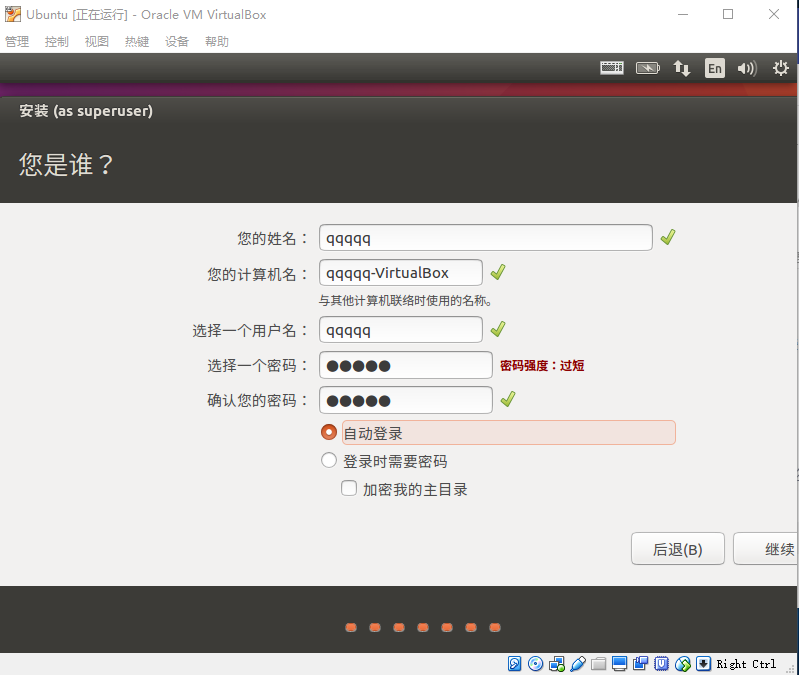 Ubuntu [正在运行] - Oracle VM VirtualBox
管理 控制 视图 热键 设备 帮助
En
安装 (as superuser)
您是谁？
您的姓名： qqqqq
您的计算机名： qqqqq-VirtualBox
与其他计算机联络时使用的名称。
选择一个用户名： qqqqq
选择一个密码： ●●●●● 密码强度：过短
确认您的密码： ●●●●●
自动登录
登录时需要密码
加密我的主目录
后退(B) 继续
Right Ctrl